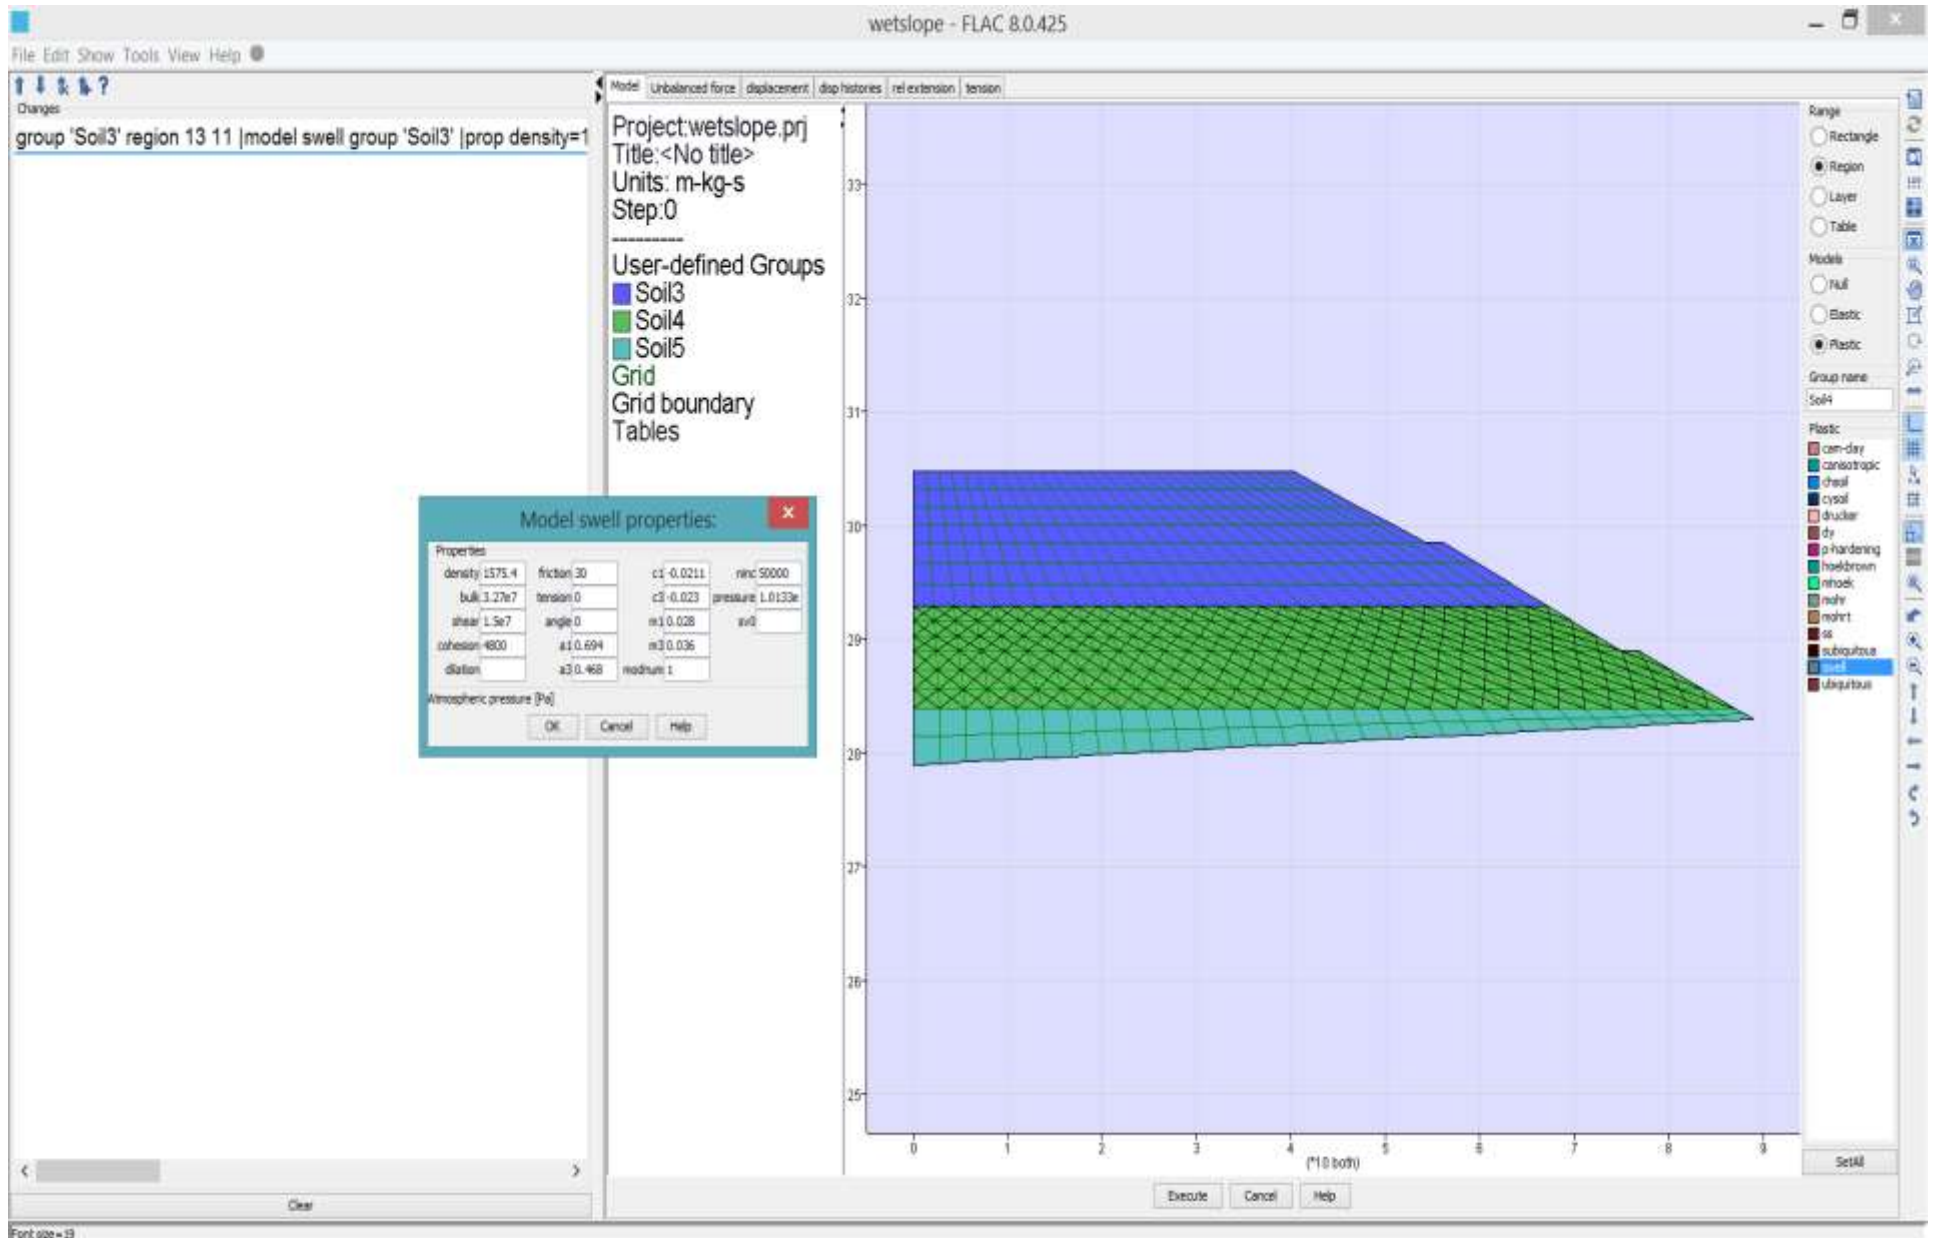 wetslope - FLAC 8.0.425
File Edit Show Tools View Help
Changes
group 'Soil3' region 13 11 |model swell group 'Soil3' |prop density=1
Model Unbalanced force displacement disp histories rel extension tension
Project:wetslope.prj
Title:<No title>
Units: m-kg-s
Step:0
---------
User-defined Groups
Soil3
Soil4
Soil5
Grid
Grid boundary
Tables
33
32
31
30
29
28
27
26
25
0 1 2 3 4 5 6 7 8 9
(*10 both)
Model swell properties:
Properties
density 1575.4 friction 30 c1 -0.0211 ninc 50000
bulk 3.27e7 tension 0 c3 -0.023 pressure 1.0133e
shear 1.5e7 angle 0 m1 0.028 sv0
cohesion 4800 a1 0.694 m3 0.036
dilation a3 0.468 modnum 1
Atmospheric pressure [Pa]
OK Cancel Help
Range
Rectangle
Region
Layer
Table
Models
Null
Elastic
Plastic
Group name
Soil4
Plastic
cam-clay
canisotropic
chsoil
cysoil
drucker
dy
p-hardening
hoekbrown
mhoek
mohr
mohrt
ss
subiquitous
swell
ubiquitous
SetAll
Execute Cancel Help
Clear
Font size=19